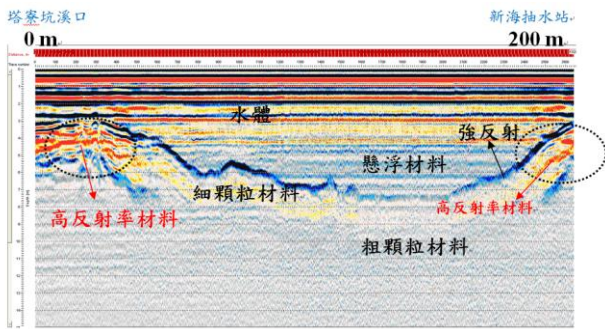 塔寮坑溪口
新海抽水站
0 m
200 m
水體
強反射
懸浮材料
細顆粒材料
高反射率材料
高反射率材料
粗顆粒材料